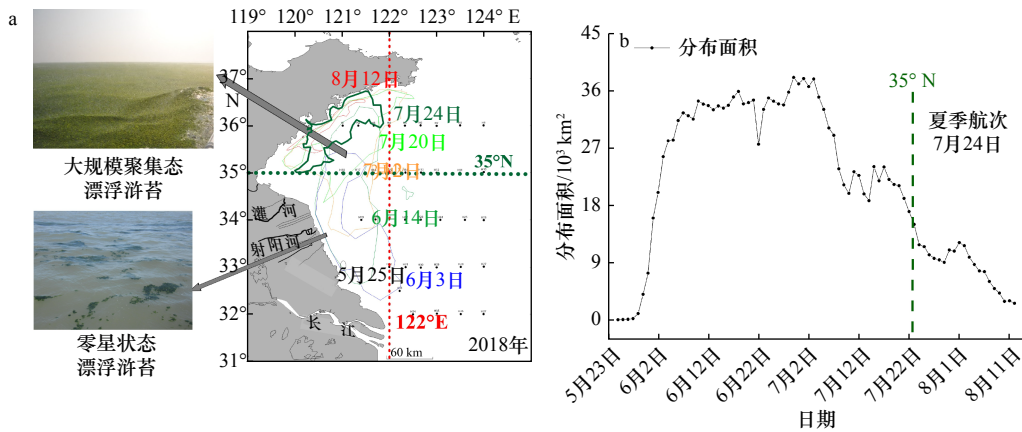 a
119° 120° 121° 122° 123° 124° E
37°
N
36°
35°
34°
33°
32°
31°
8月12日
7月24日
7月20日
7月2日
35°N
6月14日
5月25日
6月3日
122°E
灌 河
射阳河
长 江
60 km
2018年
大规模聚集态
漂浮浒苔
零星状态
漂浮浒苔
b
分布面积
35° N
夏季航次
7月24日
分布面积/10³ km²
45
36
27
18
9
0
5月23日
6月2日
6月12日
6月22日
7月2日
7月12日
7月22日
8月1日
8月11日
日期